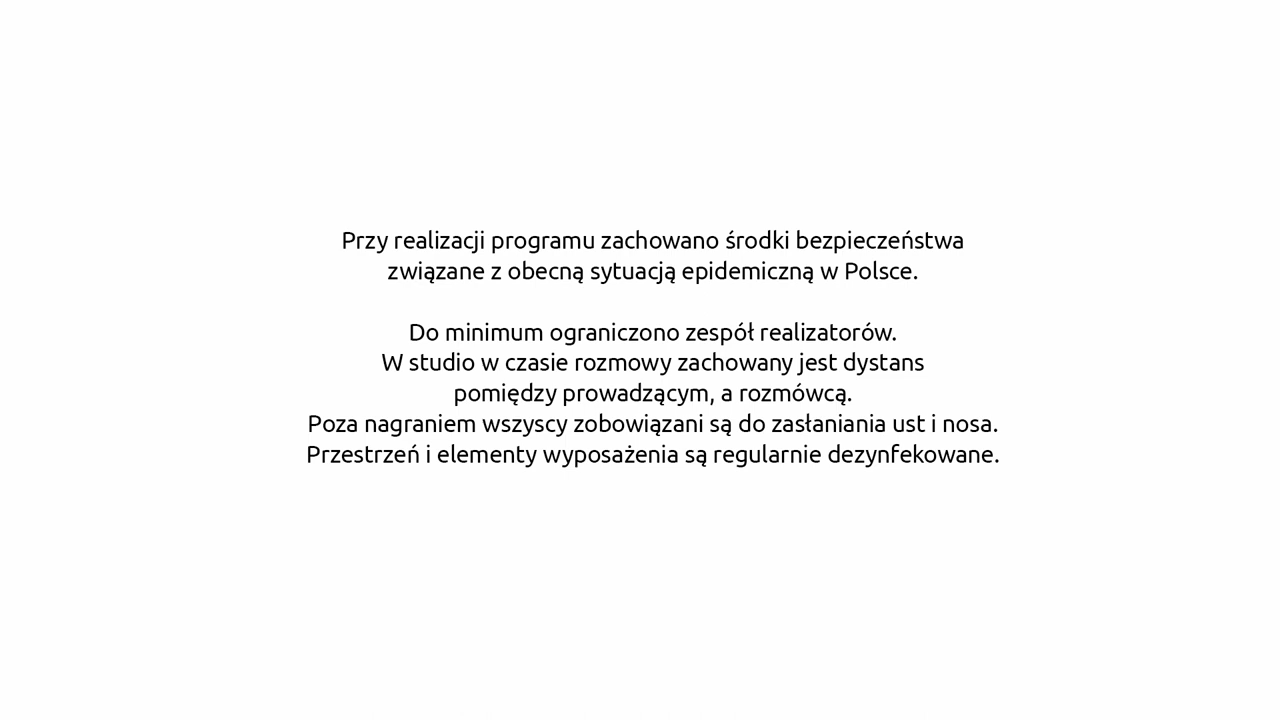 Przy realizacji programu zachowano środki bezpieczeństwa
związane z obecną sytuacją epidemiczną w Polsce.
Do minimum ograniczono zespół realizatorów.
W studio w czasie rozmowy zachowany jest dystans
pomiędzy prowadzącym, a rozmówcą.
Poza nagraniem wszyscy zobowiązani są do zasłaniania ust i nosa.
Przestrzeń i elementy wyposażenia są regularnie dezynfekowane.